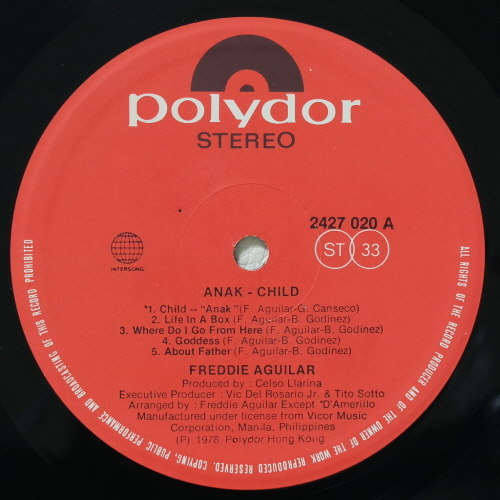 polydor
STEREO
2427 020 A
ST 33
INTERSONG
ANAK - CHILD
*1. Child -- "Anak" (F. Aguilar-G. Canseco)
2. Life In A Box (F. Aguilar-B. Godinez)
3. Where Do I Go From Here (F. Aguilar-B. Godinez)
4. Goddess (F. Aguilar-B. Godinez)
5. About Father (F. Aguilar-B. Godinez)
FREDDIE AGUILAR
Produced by : Celso Llarina
Executive Producer : Vic Del Rosario Jr. & Tito Sotto
Arranged by : Freddie Aguilar Except *D'Amerillo
Manufactured under license from Vicor Music
Corporation, Manila, Philippines
(P) 1978 Polydor Hong Kong
ALL RIGHTS OF THE RECORD PRODUCER AND OF THE OWNER OF THE WORK REPRODUCED RESERVED. COPYING, PUBLIC PERFORMANCE AND BROADCASTING OF THIS RECORD PROHIBITED